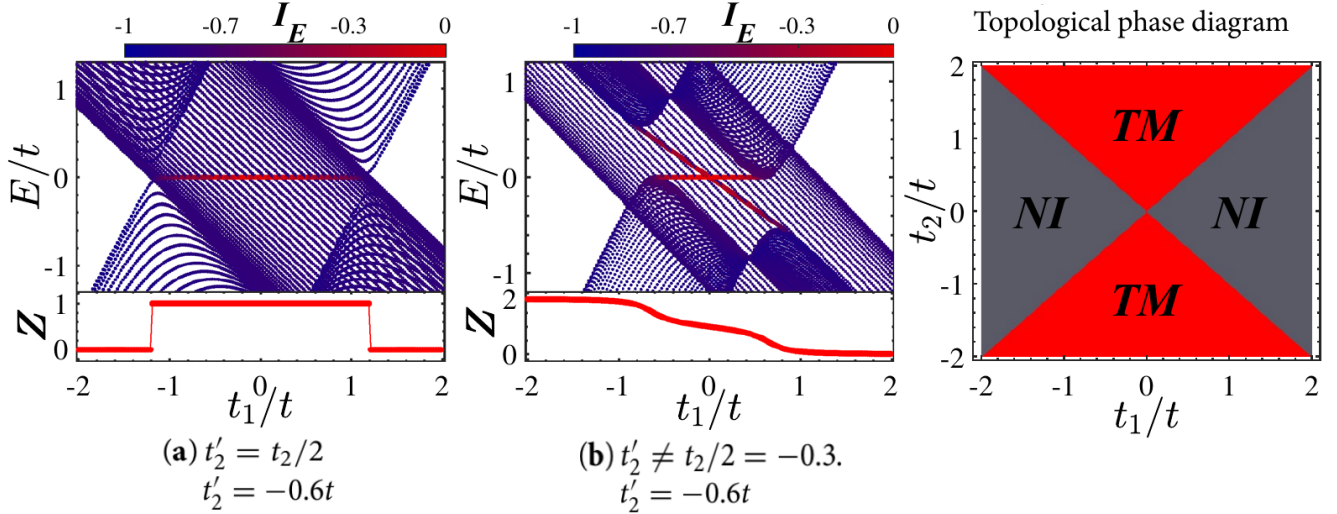 I_E
-1 -0.7 -0.3 0
E/t
1
0
-1
Z
1
0
-2 -1 0 1 2
t_1/t
(a) t'_2 = t_2/2
t'_2 = −0.6t
I_E
-1 -0.7 -0.3 0
E/t
1
0
-1
Z
2
0
-2 -1 0 1 2
t_1/t
(b) t'_2 ≠ t_2/2 = −0.3.
t'_2 = −0.6t
Topological phase diagram
t_2/t
2
1
0
-1
-2
TM
NI NI
TM
-2 -1 0 1 2
t_1/t